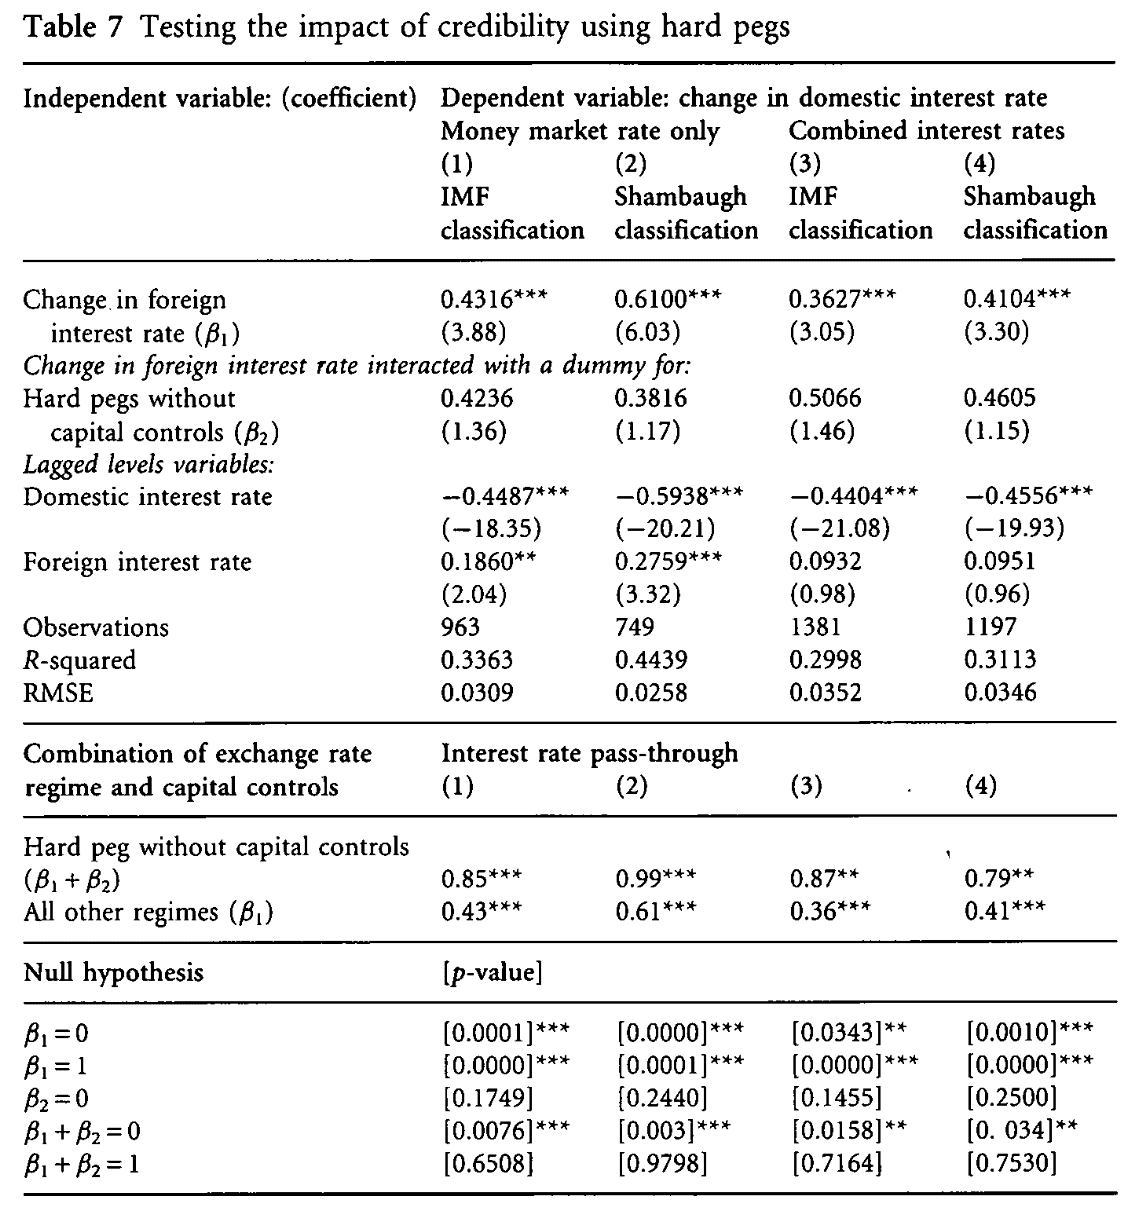 Table 7 Testing the impact of credibility using hard pegs
Independent variable: (coefficient) Dependent variable: change in domestic interest rate
Money market rate only Combined interest rates
(1) (2) (3) (4)
IMF Shambaugh IMF Shambaugh
classification classification classification classification
Change in foreign 0.4316*** 0.6100*** 0.3627*** 0.4104***
interest rate (β1) (3.88) (6.03) (3.05) (3.30)
Change in foreign interest rate interacted with a dummy for:
Hard pegs without 0.4236 0.3816 0.5066 0.4605
capital controls (β2) (1.36) (1.17) (1.46) (1.15)
Lagged levels variables:
Domestic interest rate −0.4487*** −0.5938*** −0.4404*** −0.4556***
(−18.35) (−20.21) (−21.08) (−19.93)
Foreign interest rate 0.1860** 0.2759*** 0.0932 0.0951
(2.04) (3.32) (0.98) (0.96)
Observations 963 749 1381 1197
R-squared 0.3363 0.4439 0.2998 0.3113
RMSE 0.0309 0.0258 0.0352 0.0346
Combination of exchange rate Interest rate pass-through
regime and capital controls (1) (2) (3) (4)
Hard peg without capital controls
(β1 + β2) 0.85*** 0.99*** 0.87** 0.79**
All other regimes (β1) 0.43*** 0.61*** 0.36*** 0.41***
Null hypothesis [p-value]
β1 = 0 [0.0001]*** [0.0000]*** [0.0343]** [0.0010]***
β1 = 1 [0.0000]*** [0.0001]*** [0.0000]*** [0.0000]***
β2 = 0 [0.1749] [0.2440] [0.1455] [0.2500]
β1 + β2 = 0 [0.0076]*** [0.003]*** [0.0158]** [0. 034]**
β1 + β2 = 1 [0.6508] [0.9798] [0.7164] [0.7530]